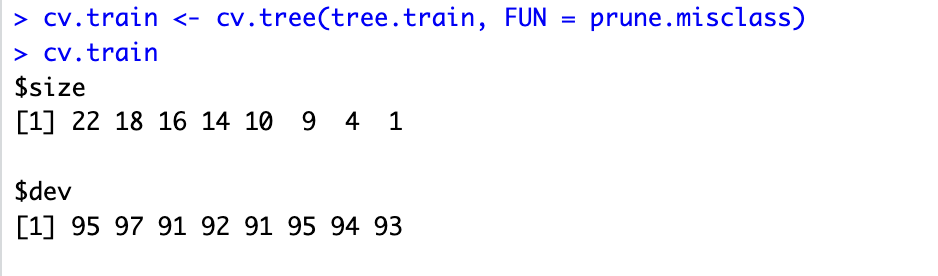 > cv.train <- cv.tree(tree.train, FUN = prune.misclass)
> cv.train
$size
[1] 22 18 16 14 10  9  4  1
$dev
[1] 95 97 91 92 91 95 94 93